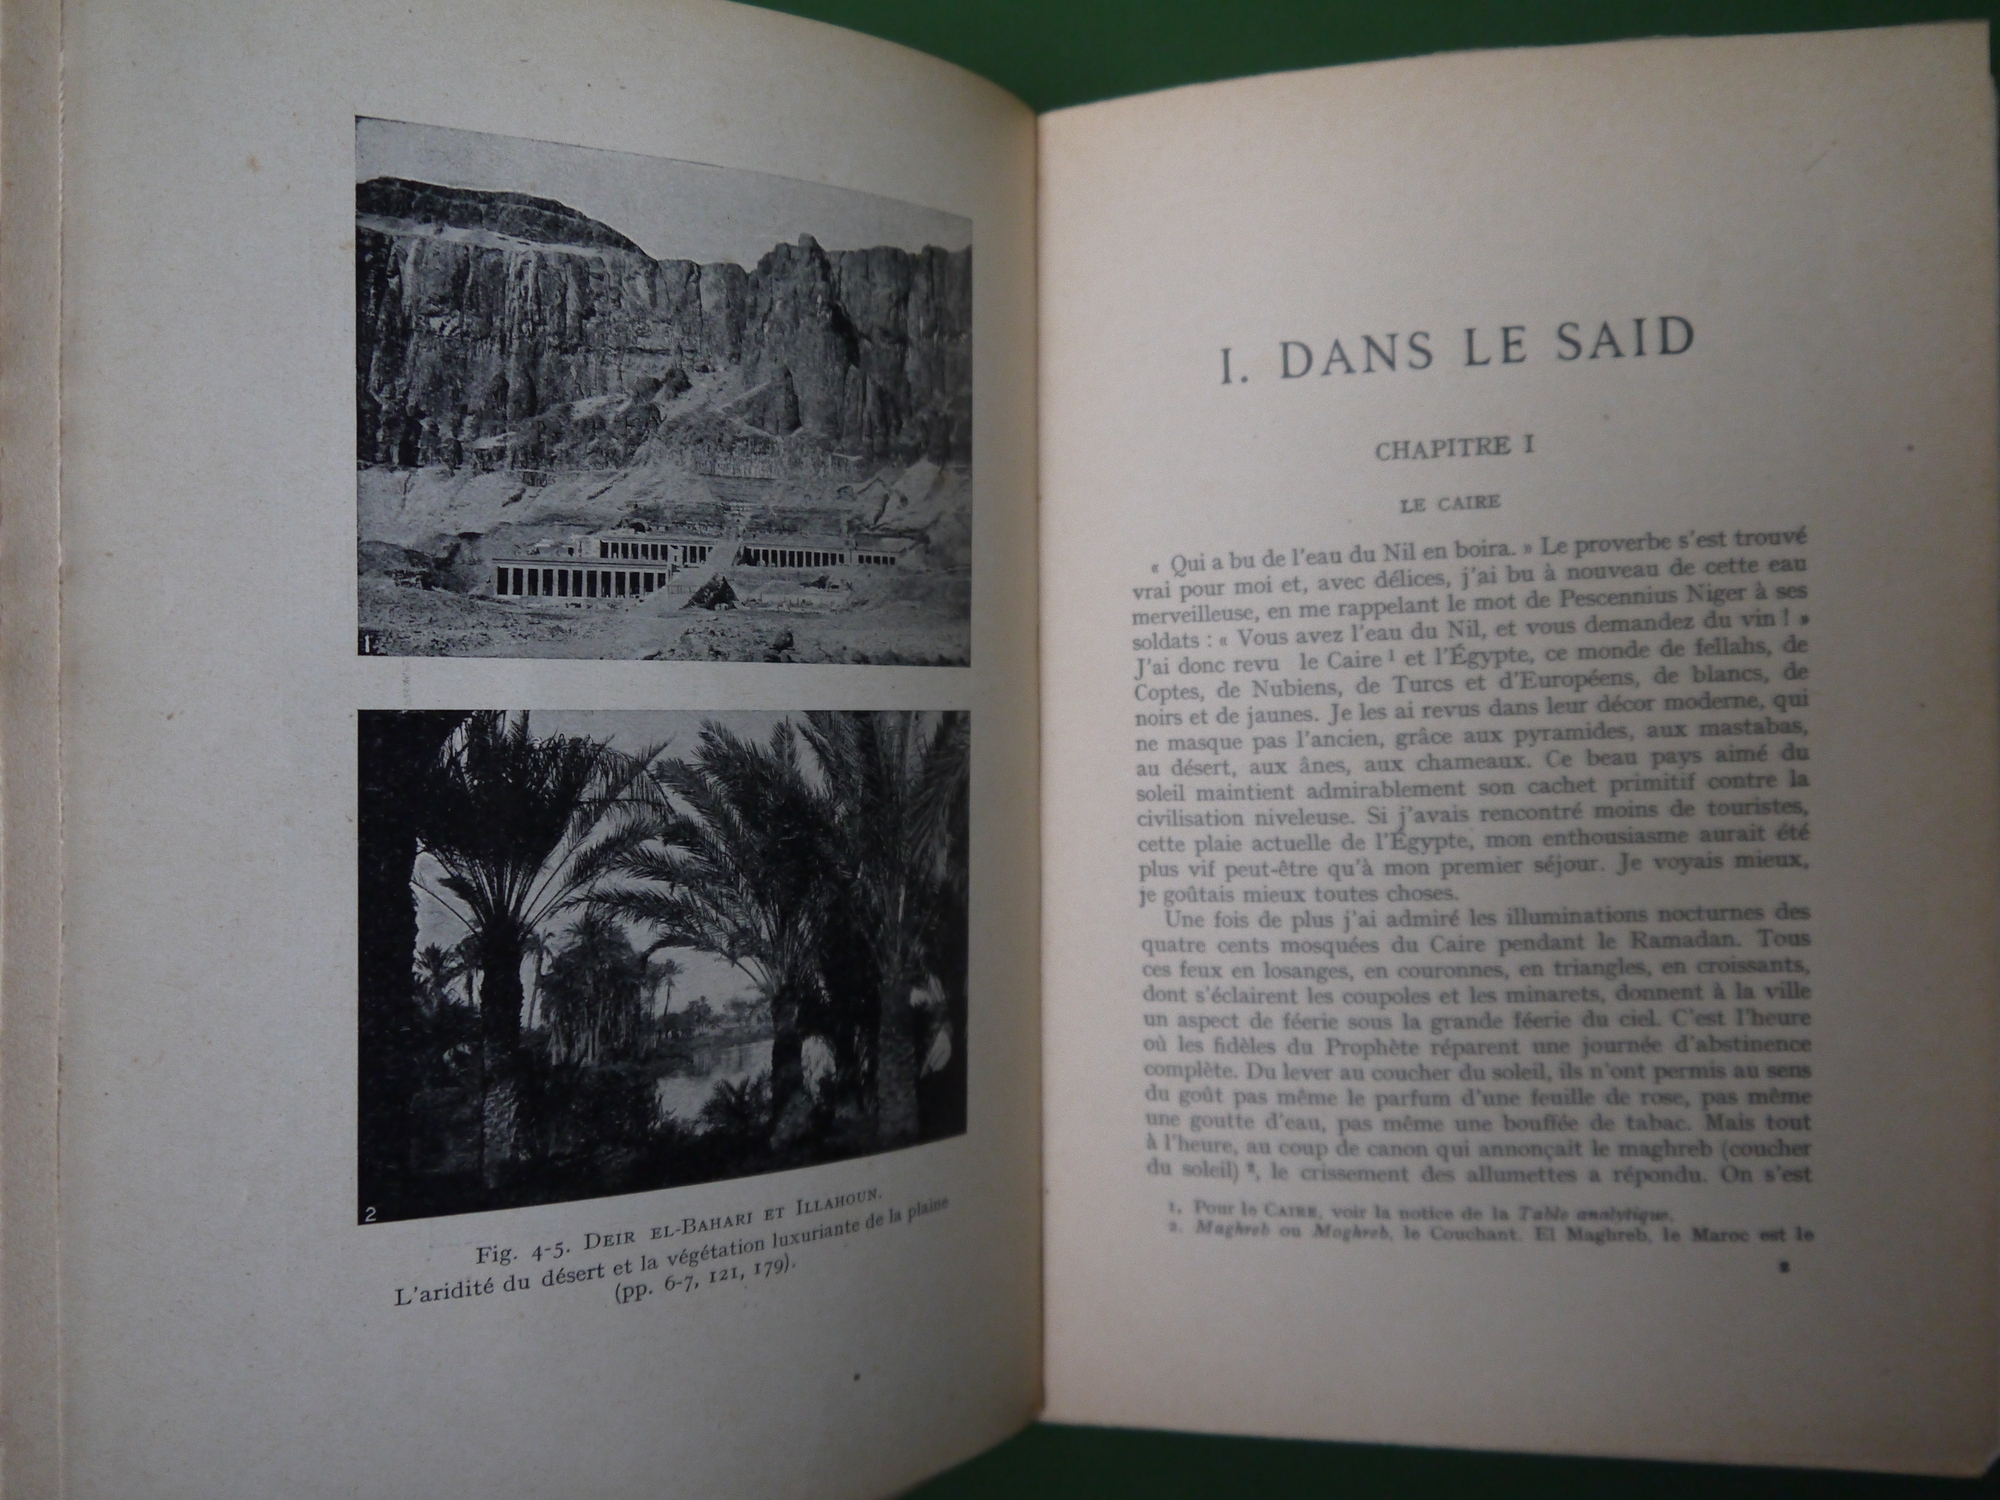 1
2
Fig. 4-5. DEIR EL-BAHARI ET ILLAHOUN.
L'aridité du désert et la végétation luxuriante de la plaine
(pp. 6-7, 121, 179).
I. DANS LE SAID
CHAPITRE I
LE CAIRE
« Qui a bu de l'eau du Nil en boira. » Le proverbe s'est trouvé
vrai pour moi et, avec délices, j'ai bu à nouveau de cette eau
merveilleuse, en me rappelant le mot de Pescennius Niger à ses
soldats : « Vous avez l'eau du Nil, et vous demandez du vin ! »
J'ai donc revu le Caire¹ et l'Égypte, ce monde de fellahs, de
Coptes, de Nubiens, de Turcs et d'Européens, de blancs, de
noirs et de jaunes. Je les ai revus dans leur décor moderne, qui
ne masque pas l'ancien, grâce aux pyramides, aux mastabas,
au désert, aux ânes, aux chameaux. Ce beau pays aimé du
soleil maintient admirablement son cachet primitif contre la
civilisation niveleuse. Si j'avais rencontré moins de touristes,
cette plaie actuelle de l'Égypte, mon enthousiasme aurait été
plus vif peut-être qu'à mon premier séjour. Je voyais mieux,
je goûtais mieux toutes choses.
Une fois de plus j'ai admiré les illuminations nocturnes des
quatre cents mosquées du Caire pendant le Ramadan. Tous
ces feux en losanges, en couronnes, en triangles, en croissants,
dont s'éclairent les coupoles et les minarets, donnent à la ville
un aspect de féerie sous la grande féerie du ciel. C'est l'heure
où les fidèles du Prophète réparent une journée d'abstinence
complète. Du lever au coucher du soleil, ils n'ont permis au sens
du goût pas même le parfum d'une feuille de rose, pas même
une goutte d'eau, pas même une bouffée de tabac. Mais tout
à l'heure, au coup de canon qui annonçait le maghreb (coucher
du soleil)², le crissement des allumettes a répondu. On s'est
1. Pour le CAIRE, voir la notice de la Table analytique.
2. Maghreb ou Moghreb, le Couchant. El Maghreb, le Maroc est le
2